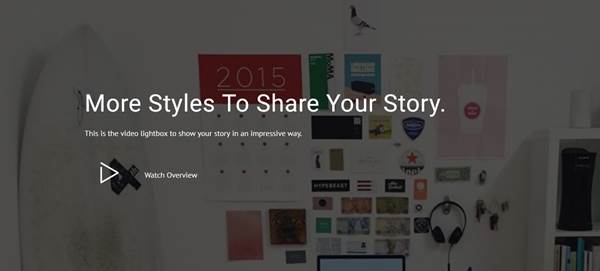 2015
More Styles To Share Your Story.
This is the video lightbox to show your story in an impressive way.
Watch Overview
HYPEBEAST